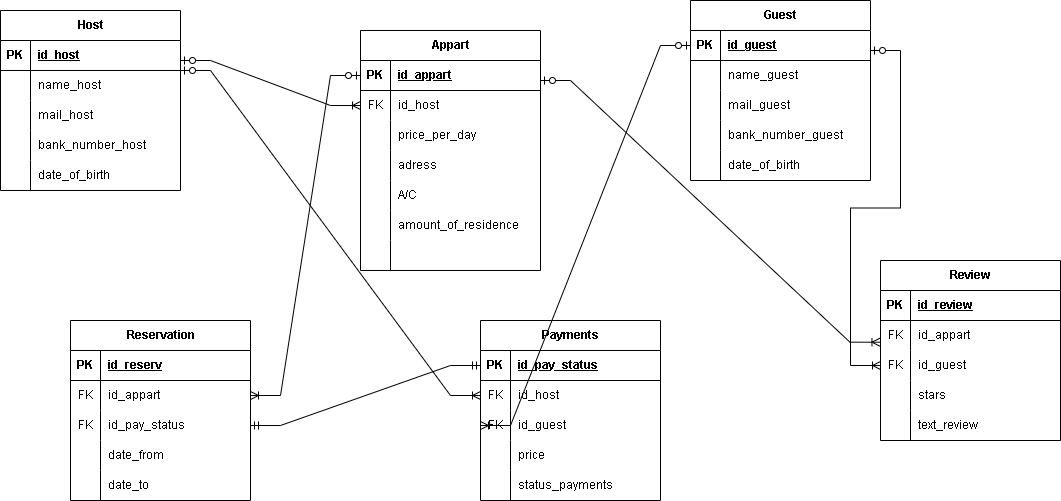 Host
PK id_host
name_host
mail_host
bank_number_host
date_of_birth
Appart
PK id_appart
FK id_host
price_per_day
adress
A/C
amount_of_residence
Guest
PK id_guest
name_guest
mail_guest
bank_number_guest
date_of_birth
Reservation
PK id_reserv
FK id_appart
FK id_pay_status
date_from
date_to
Payments
PK id_pay_status
FK id_host
FK id_guest
price
status_payments
Review
PK id_review
FK id_appart
FK id_guest
stars
text_review